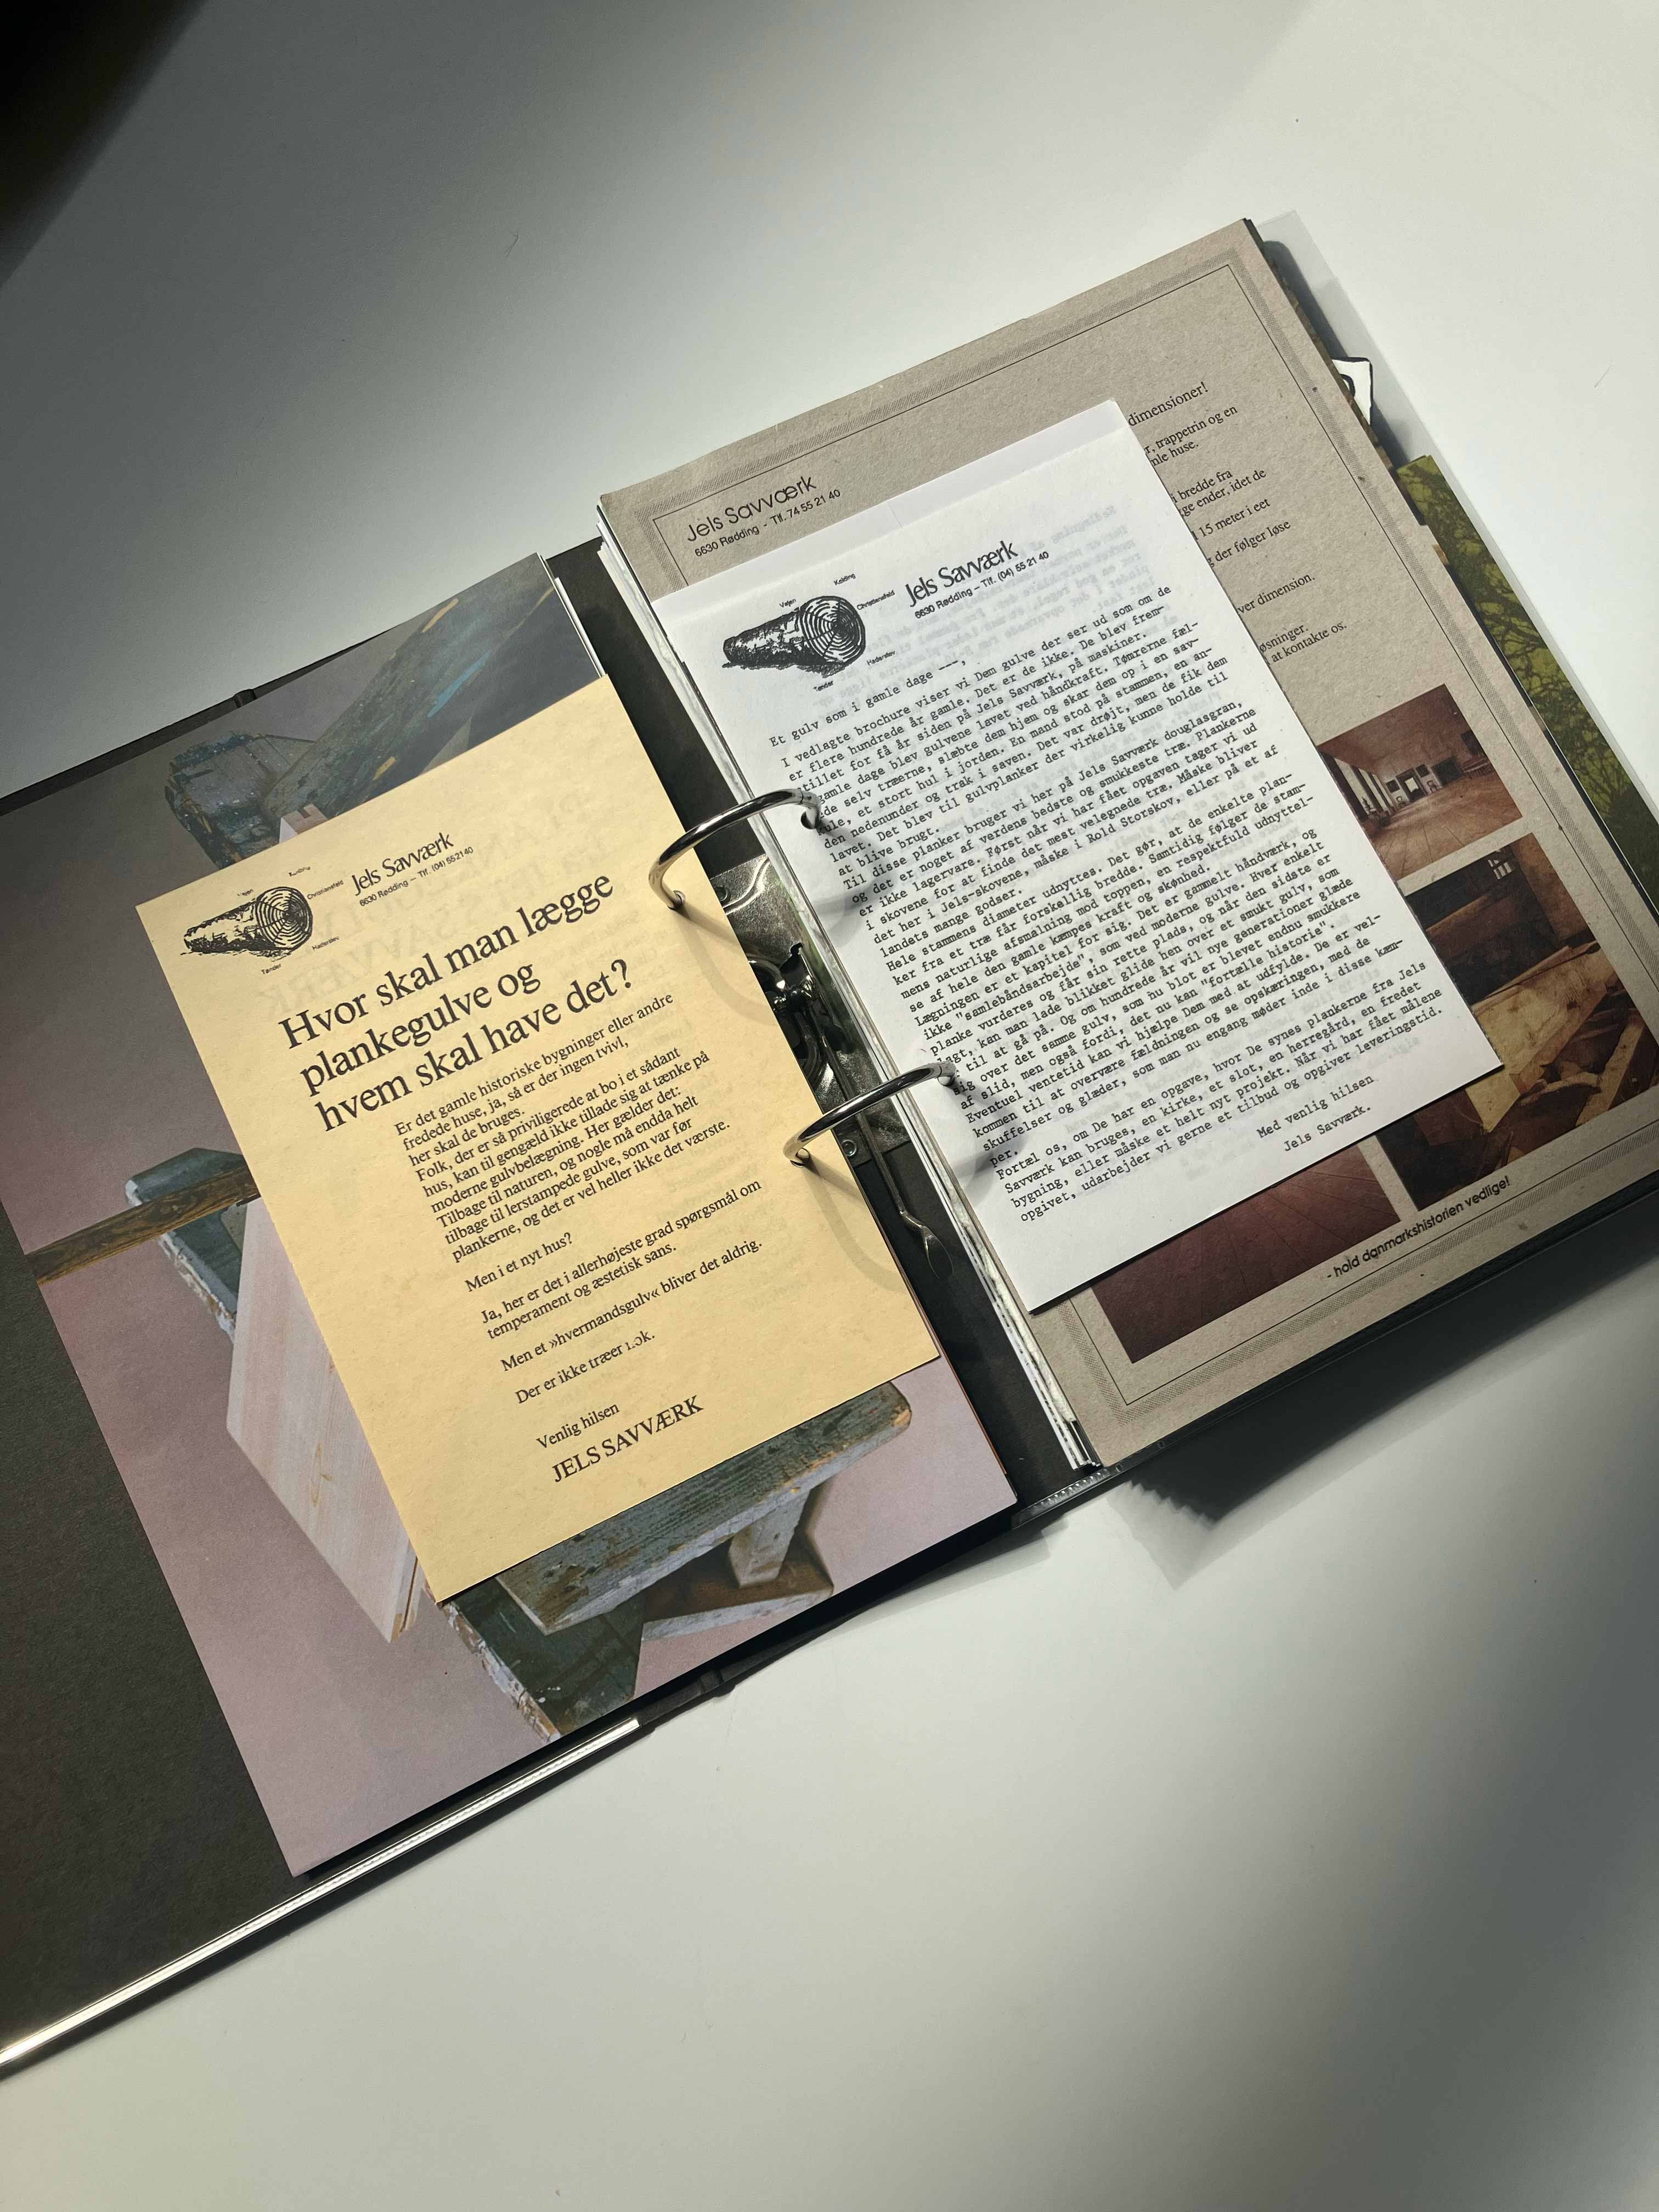 Jels Savværk
6630 Rødding – Tlf. (04) 55 21 40
Christiansfeld
Haderslev
Tønder
Hvor skal man lægge
plankegulve og
hvem skal have det?
Er det gamle historiske bygninger eller andre
fredede huse, ja, så er der ingen tvivl,
her skal de bruges.
Folk, der er så priviligerede at bo i et sådant
hus, kan til gengæld ikke tillade sig at tænke på
moderne gulvbelægning. Her gælder det:
Tilbage til naturen, og nogle må endda helt
tilbage til lerstampede gulve, som var før
plankerne, og det er vel heller ikke det værste.
Men i et nyt hus?
Ja, her er det i allerhøjeste grad spørgsmål om
temperament og æstetisk sans.
Men et »hvermandsgulv« bliver det aldrig.
Der er ikke træer
Venlig hilsen
JELS SAVVÆRK
Jels Savværk
6630 Rødding - Tlf. 74 55 21 40
dimensioner!
trappetrin og en
huse.
bredde fra
ender, idet de
15 meter i eet
der følger løse
dimension.
at kontakte os.
- hold danmarkshistorien vedlige!
Kolding
Vejen
Christiansfeld
Haderslev
Tønder
Jels Savværk
6630 Rødding – Tlf. (04) 55 21 40
Et gulv som i gamle dage ---,
I vedlagte brochure viser vi Dem gulve der ser ud som om de
er flere hundrede år gamle. Det er de ikke. De blev frem-
stillet for få år siden på Jels Savværk, på maskiner.
gamle dage blev gulvene lavet ved håndkraft. Tømrerne fæl-
de selv træerne, slæbte dem hjem og skar dem op i en sav-
et stort hul i jorden. En mand stod på stammen, en an-
den nedenunder og trak i saven. Det var drøjt, men de fik dem
lavet. Det blev til gulvplanker der virkelig kunne holde til
at blive brugt.
Til disse planker bruger vi her på Jels Savværk douglasgran,
og det er noget af verdens bedste og smukkeste træ. Plankerne
er ikke lagervare. Først når vi har fået opgaven tager vi ud
i skovene for at finde det mest velegnede træ. Måske bliver
det her i Jels-skovene, måske i Rold Storskov, eller på et af
landets mange godser.
Hele stammens diameter udnyttes. Det gør, at de enkelte plan-
ker fra et træ får forskellig bredde. Samtidig følger de stam-
mens naturlige afsmalning mod toppen, en respektfuld udnyttel-
se af hele den gamle kæmpes kraft og skønhed.
Lægningen er et kapitel for sig. Det er gammelt håndværk, og
ikke "samlebåndsarbejde", som ved moderne gulve. Hver enkelt
planke vurderes og får sin rette plads, og når den sidste er
lagt, kan man lade blikket glide hen over et smukt gulv, som
er til at gå på. Og om hundrede år vil nye generationer glæde
sig over det samme gulv, som nu blot er blevet endnu smukkere
af slid, men også fordi, det nu kan "fortælle historie".
Eventuel ventetid kan vi hjælpe Dem med at udfylde. De er vel-
kommen til at overvære fældningen og se opskæringen, med de
skuffelser og glæder, som man nu engang møder inde i disse kæm-
per.
Fortæl os, om De har en opgave, hvor De synes plankerne fra Jels
Savværk kan bruges, en kirke, et slot, en herregård, en fredet
bygning, eller måske et helt nyt projekt. Når vi har fået målene
opgivet, udarbejder vi gerne et tilbud og opgiver leveringstid.
Med venlig hilsen
Jels Savværk.